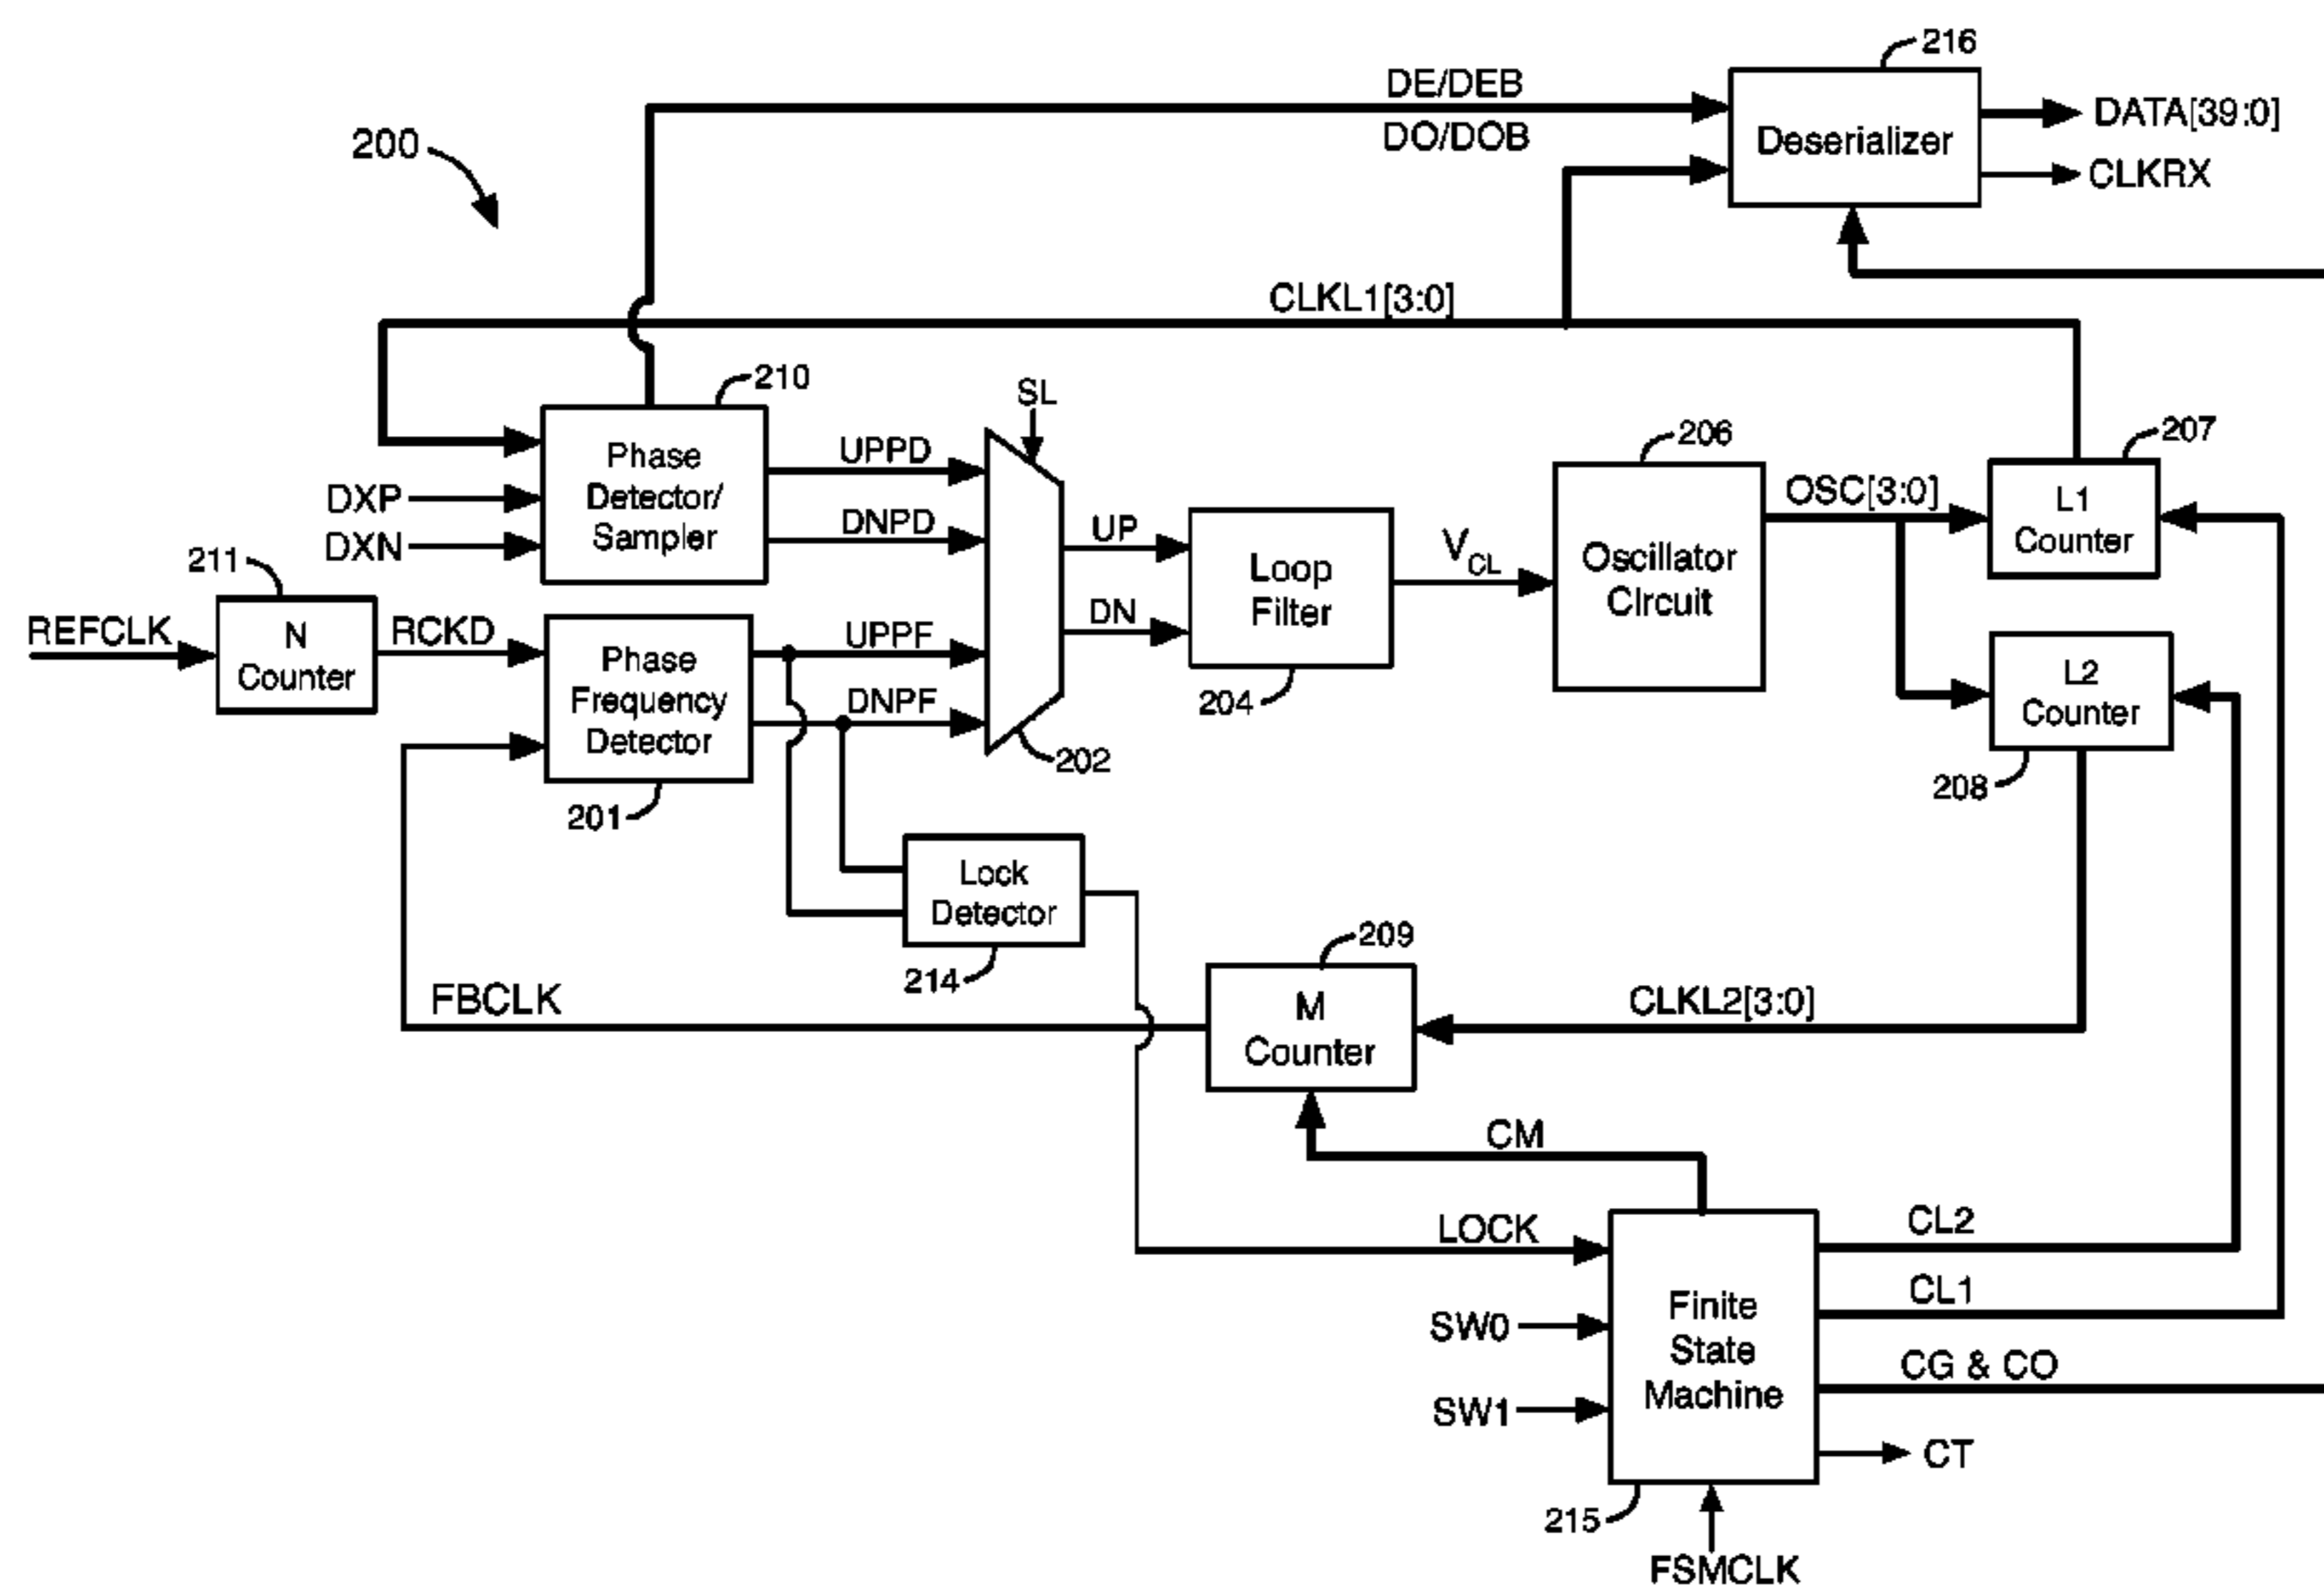 216
DE/DEB
DATA[39:0]
200
DO/DOB
Deserializer
CLKRX
CLKL1[3:0]
210
SL
206
207
Phase
Detector/
Sampler
UPPD
DXP
DNPD
DXN
UP
V_CL
OSC[3:0]
L1
Counter
211
Loop
Filter
Oscillator
CIrcuit
REFCLK
N
Counter
RCKD
Phase
Frequency
Detector
UPPF
DN
DNPF
204
L2
Counter
202
201
208
Lock
Detector
209
214
FBCLK
M
Counter
CLKL2[3:0]
CM
LOCK
CL2
CL1
SW0
Finite
State
Machine
CG & CO
SW1
CT
215
FSMCLK